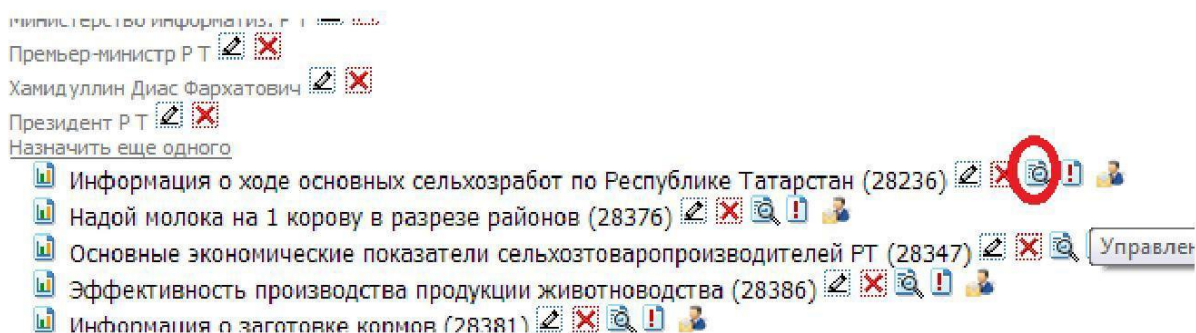 Министерство информатиз. Р Т
Премьер-министр Р Т
Хамидуллин Диас Фархатович
Президент Р Т
Назначить еще одного
Информация о ходе основных сельхозработ по Республике Татарстан (28236)
Надой молока на 1 корову в разрезе районов (28376)
Основные экономические показатели сельхозтоваропроизводителей РТ (28347)
Управлен
Эффективность производства продукции животноводства (28386)
Информация о заготовке кормов (28381)